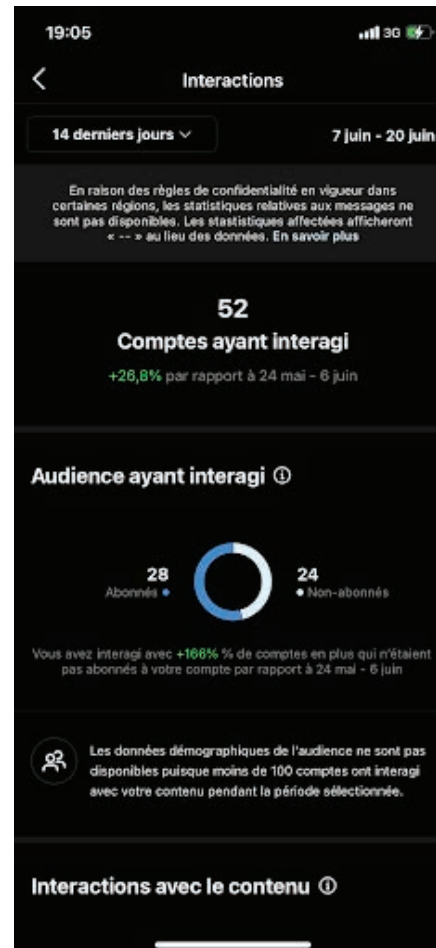 19:05
3G
Interactions
14 derniers jours
7 juin - 20 juin
En raison des règles de confidentialité en vigueur dans
certaines régions, les statistiques relatives aux messages ne
sont pas disponibles. Les stastistiques affectées afficheront
« -- » au lieu des données. En savoir plus
52
Comptes ayant interagi
+26,8% par rapport à 24 mai – 6 juin
Audience ayant interagi
28
Abonnés
24
Non-abonnés
Vous avez interagi avec +166% % de comptes en plus qui n'étaient
pas abonnés à votre compte par rapport à 24 mai – 6 juin
Les données démographiques de l'audience ne sont pas
disponibles puisque moins de 100 comptes ont interagi
avec votre contenu pendant la période sélectionnée.
Interactions avec le contenu